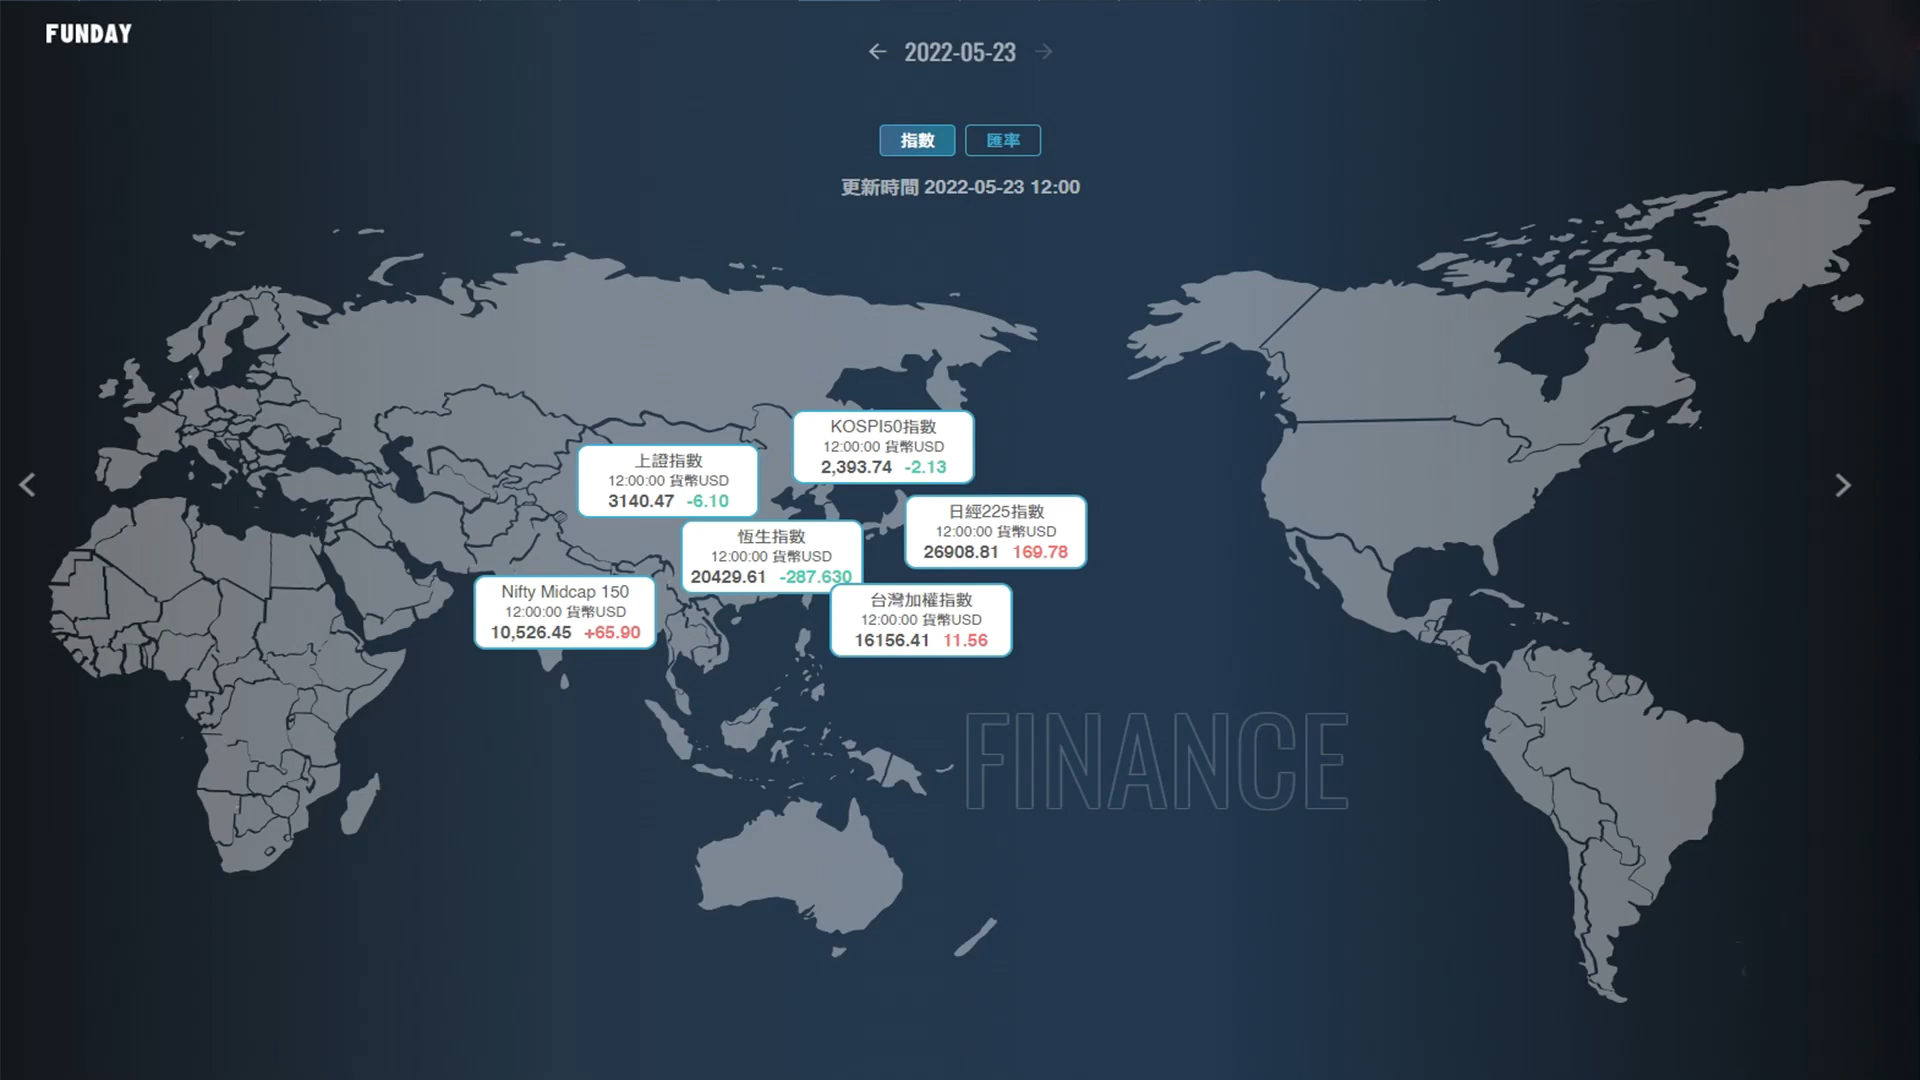 FUNDAY
2022-05-23
指數
匯率
更新時間 2022-05-23 12:00
KOSPI50指數
12:00:00 貨幣USD
2,393.74 -2.13
上證指數
12:00:00 貨幣USD
3140.47 -6.10
日經225指數
12:00:00 貨幣USD
26908.81 169.78
恆生指數
12:00:00 貨幣USD
20429.61 -287.630
Nifty Midcap 150
12:00:00 貨幣USD
10,526.45 +65.90
台灣加權指數
12:00:00 貨幣USD
16156.41 11.56
FINANCE